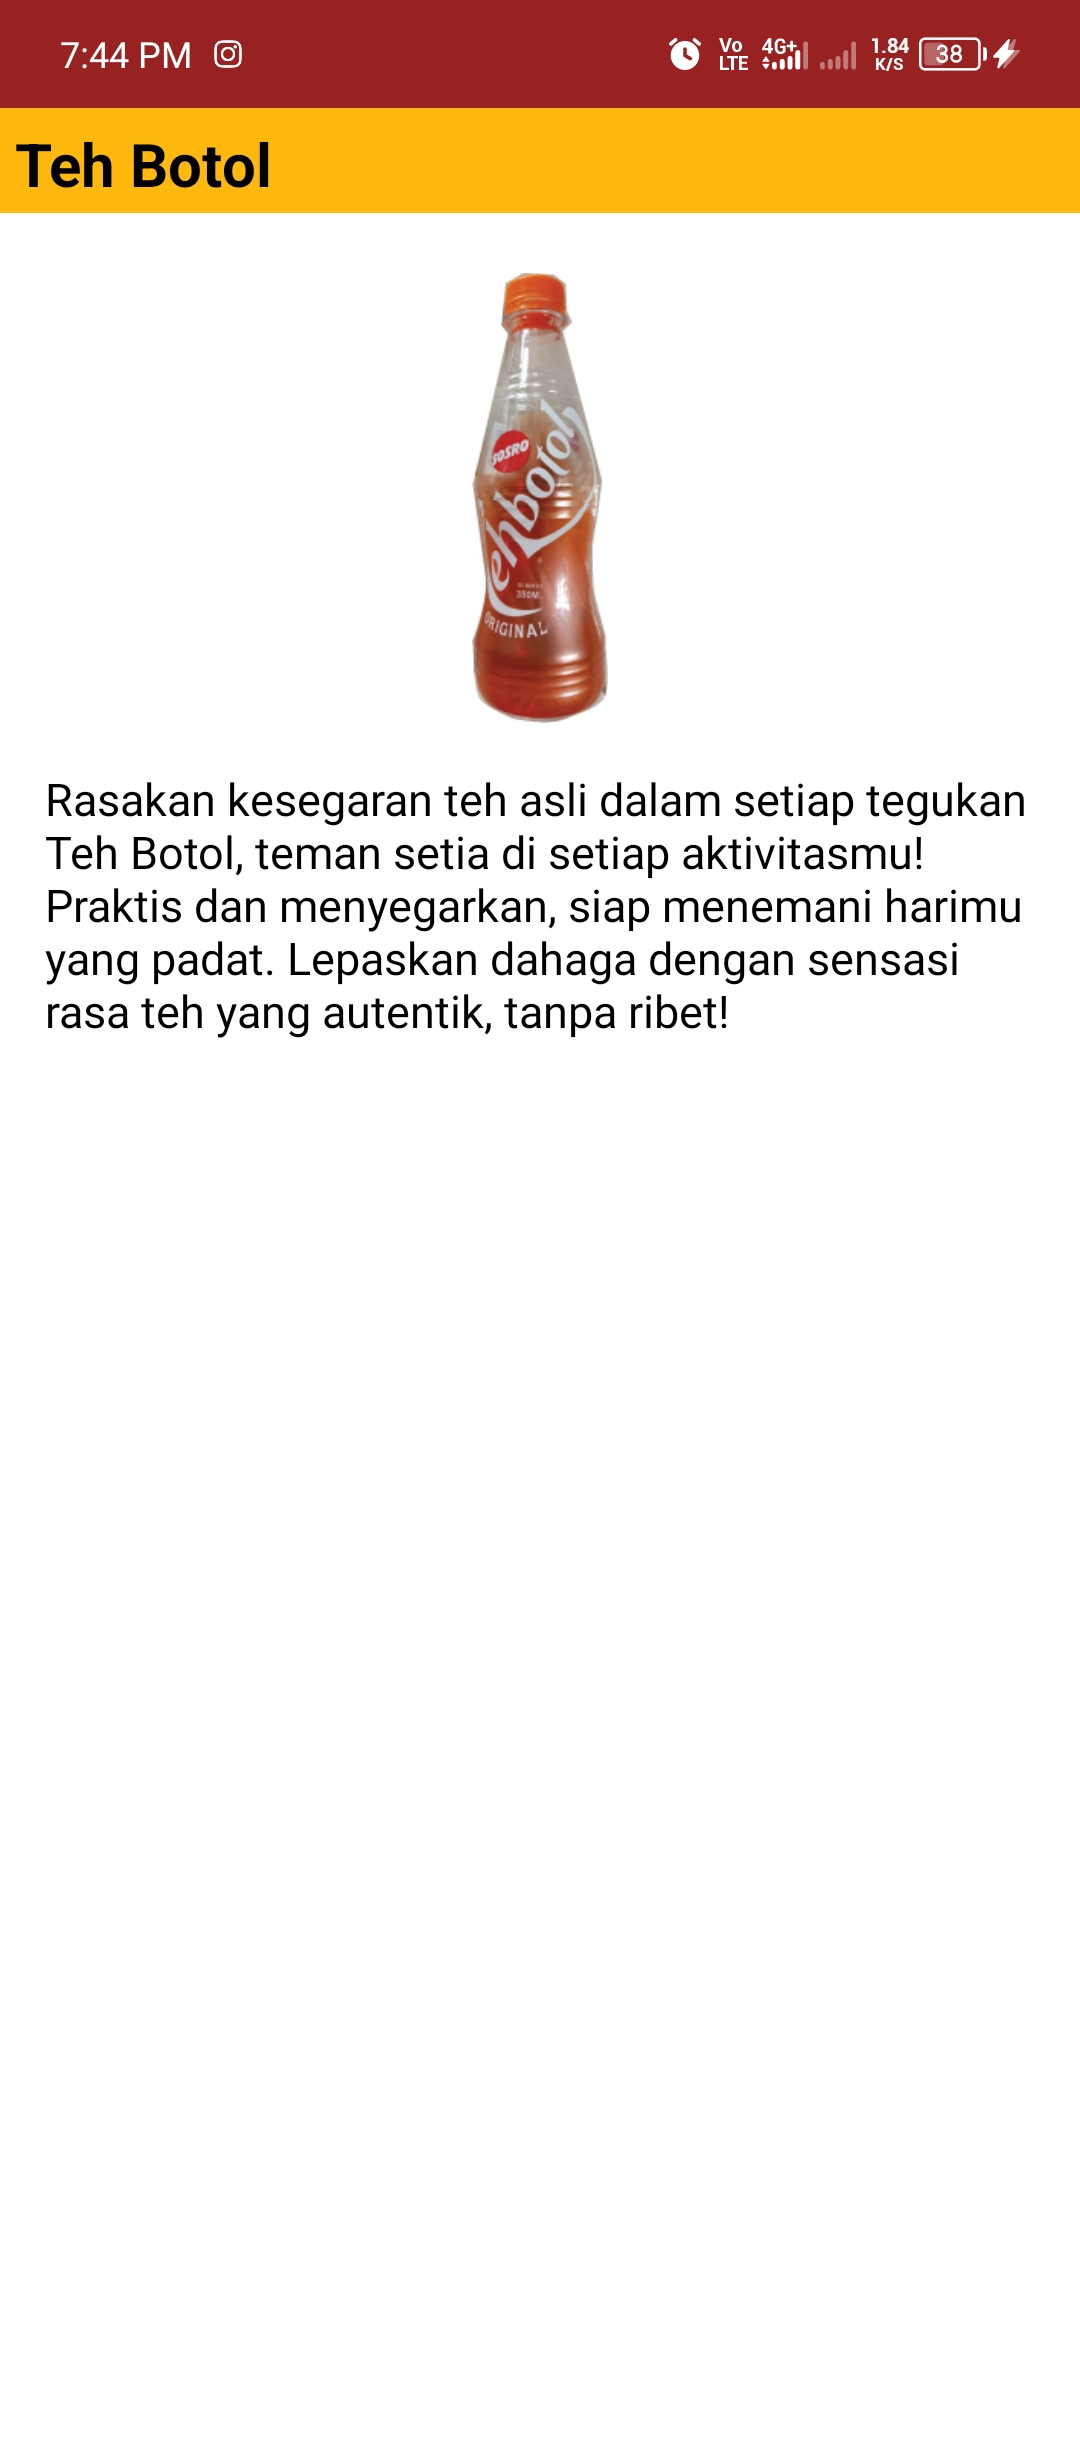 7:44 PM
Vo LTE 4G+ 1.84 K/S 38
Teh Botol
SOSRO
Tehbotol
350ML
ORIGINAL
Rasakan kesegaran teh asli dalam setiap tegukan
Teh Botol, teman setia di setiap aktivitasmu!
Praktis dan menyegarkan, siap menemani harimu
yang padat. Lepaskan dahaga dengan sensasi
rasa teh yang autentik, tanpa ribet!